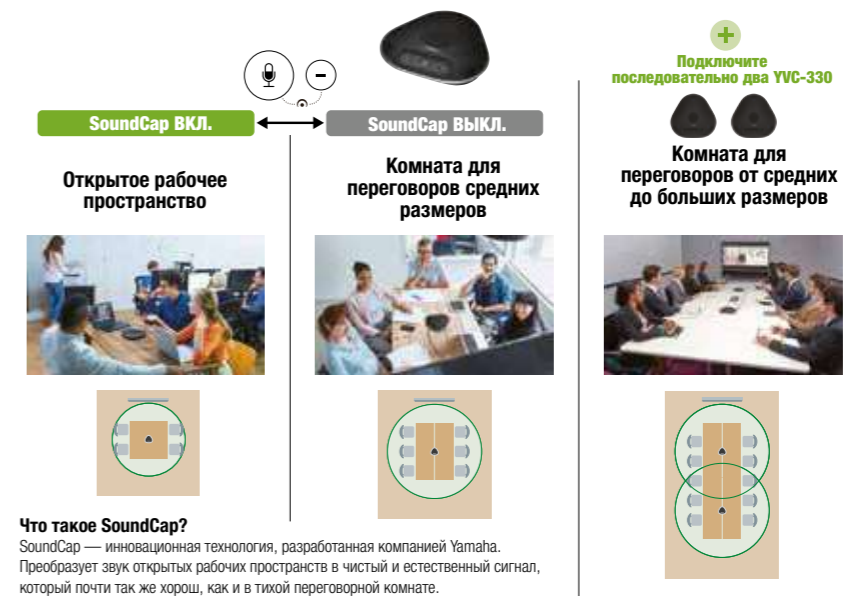 Подключите
последовательно два YVC-330
SoundCap ВКЛ.
SoundCap ВЫКЛ.
Открытое рабочее
пространство
Комната для
переговоров средних
размеров
Комната для
переговоров от средних
до больших размеров
Что такое SoundCap?
SoundCap — инновационная технология, разработанная компанией Yamaha.
Преобразует звук открытых рабочих пространств в чистый и естественный сигнал,
который почти так же хорош, как и в тихой переговорной комнате.